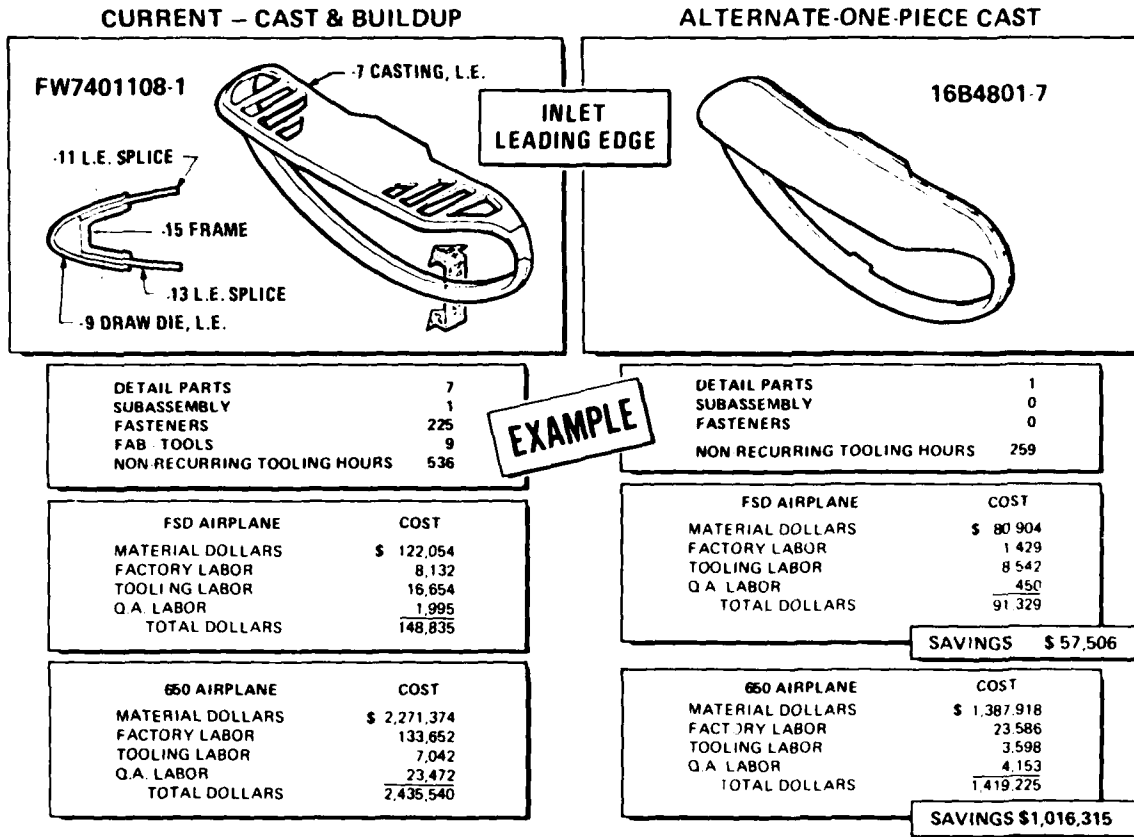 CURRENT – CAST & BUILDUP
FW7401108-1
-7 CASTING, L.E.
-11 L.E. SPLICE
-15 FRAME
-13 L.E. SPLICE
-9 DRAW DIE, L.E.
INLET
LEADING EDGE
ALTERNATE-ONE-PIECE CAST
16B4801-7
EXAMPLE
DETAIL PARTS 7
SUBASSEMBLY 1
FASTENERS 225
FAB TOOLS 9
NON-RECURRING TOOLING HOURS 536
FSD AIRPLANE COST
MATERIAL DOLLARS $ 122,054
FACTORY LABOR 8,132
TOOLING LABOR 16,654
Q.A. LABOR 1,995
TOTAL DOLLARS 148,835
650 AIRPLANE COST
MATERIAL DOLLARS $ 2,271,374
FACTORY LABOR 133,652
TOOLING LABOR 7,042
Q.A. LABOR 23,472
TOTAL DOLLARS 2,435,540
DETAIL PARTS 1
SUBASSEMBLY 0
FASTENERS 0
NON RECURRING TOOLING HOURS 259
FSD AIRPLANE COST
MATERIAL DOLLARS $ 80 904
FACTORY LABOR 1 429
TOOLING LABOR 8 542
Q.A. LABOR 450
TOTAL DOLLARS 91 329
SAVINGS $ 57,506
650 AIRPLANE COST
MATERIAL DOLLARS $ 1,387,918
FACTORY LABOR 23,586
TOOLING LABOR 3,598
Q.A. LABOR 4,153
TOTAL DOLLARS 1,419,225
SAVINGS $1,016,315